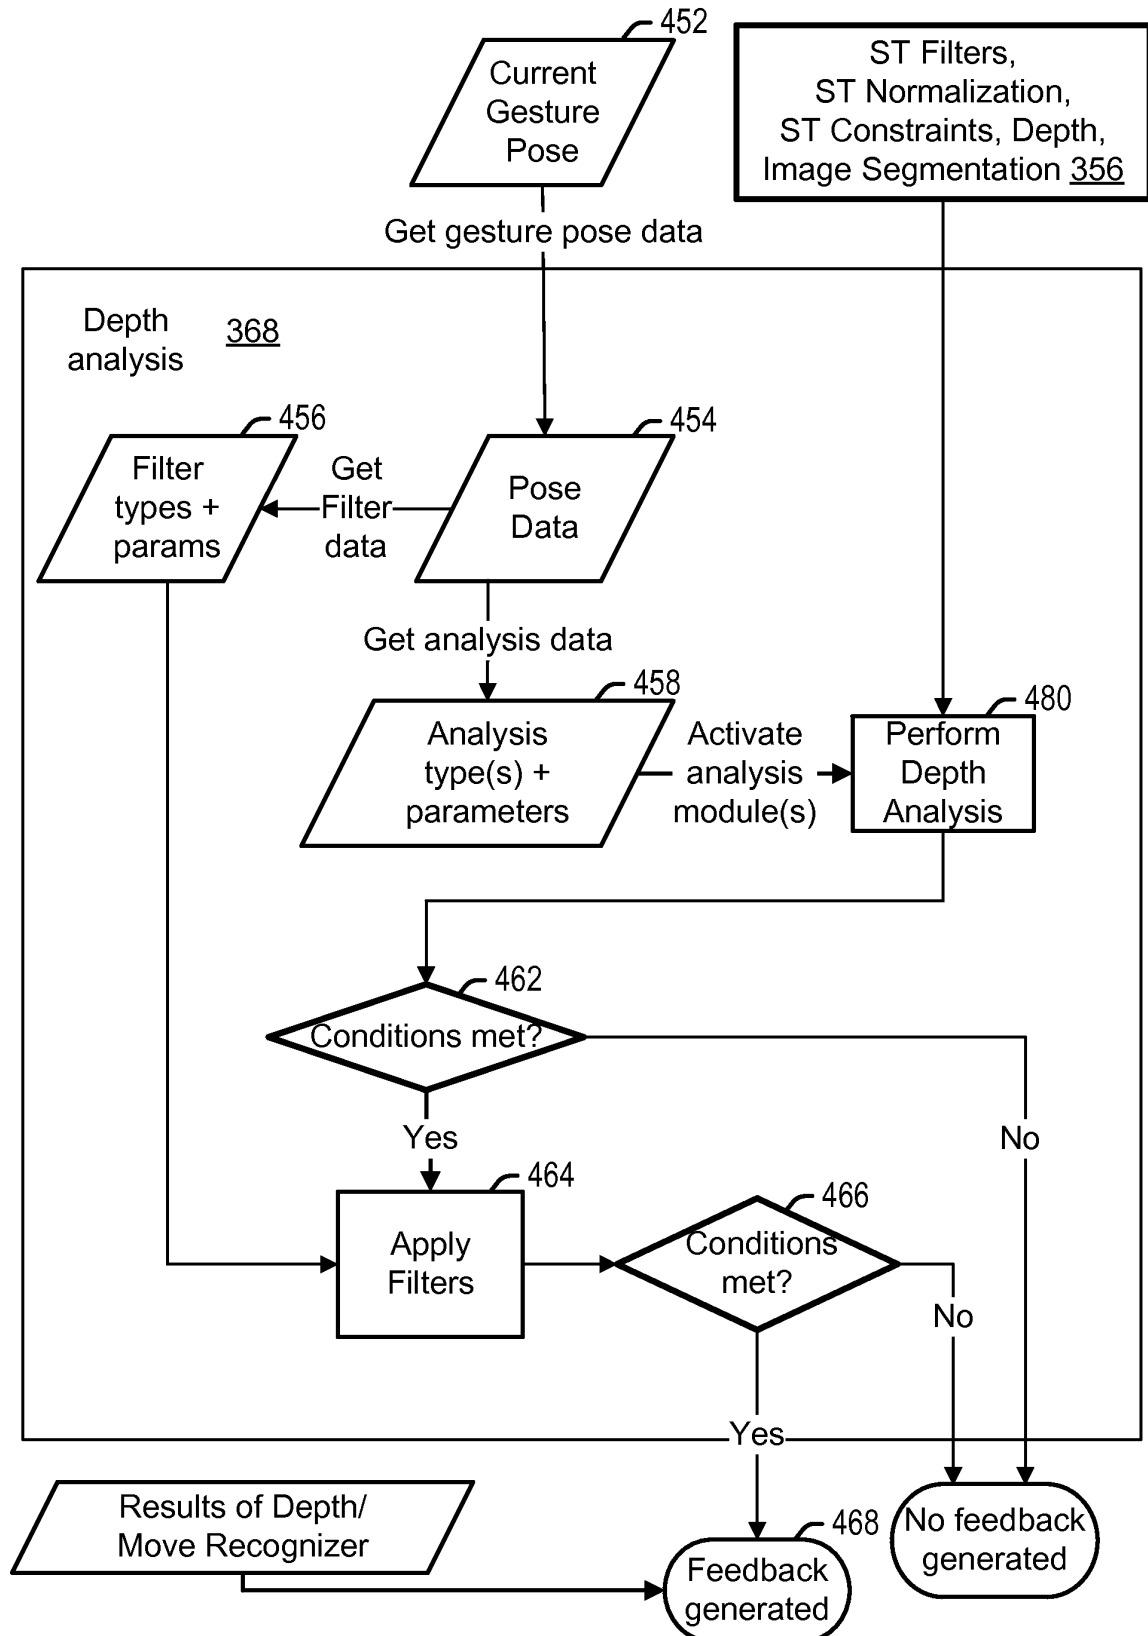 452
Current
Gesture
Pose
ST Filters,
ST Normalization,
ST Constraints, Depth,
Image Segmentation 356
Get gesture pose data
Depth
analysis
368
456
Filter
types +
params
Get
Filter
data
454
Pose
Data
Get analysis data
458
Analysis
type(s) +
parameters
Activate
analysis
module(s)
480
Perform
Depth
Analysis
462
Conditions met?
Yes
No
464
Apply
Filters
466
Conditions
met?
No
Yes
Results of Depth/
Move Recognizer
468
Feedback
generated
No feedback
generated